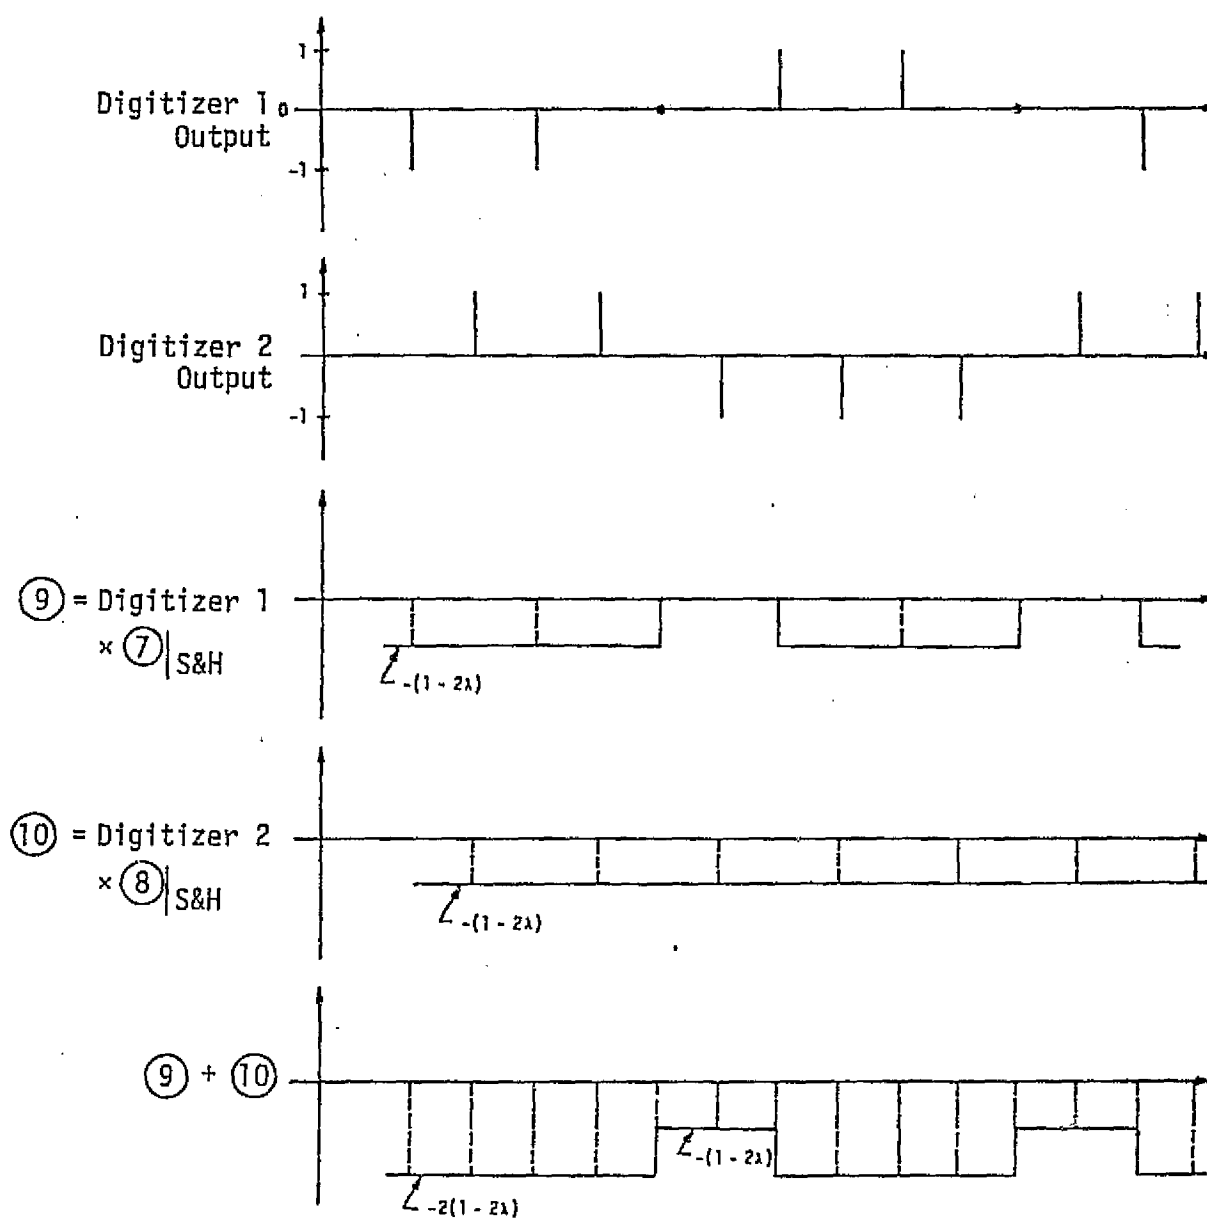 1
Digitizer 1 0
Output
-1
1
Digitizer 2
Output
-1
9 = Digitizer 1
× 7 | S&H
-(1 - 2λ)
10 = Digitizer 2
× 8 | S&H
-(1 - 2λ)
9 + 10
-(1 - 2λ)
-2(1 - 2λ)